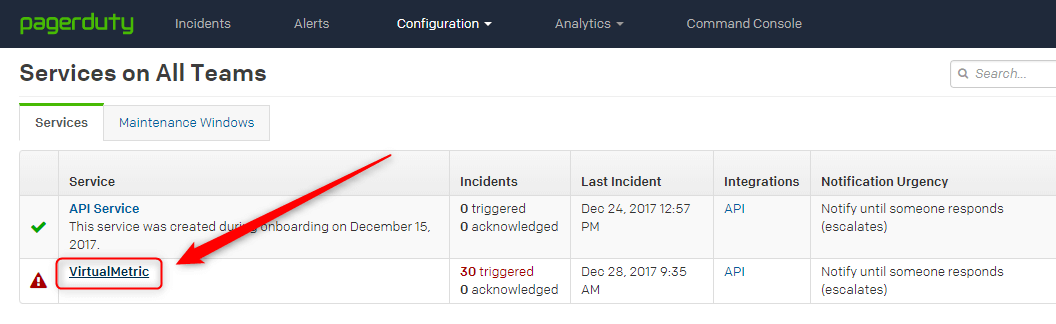 pagerduty Incidents Alerts Configuration Analytics Command Console
Services on All Teams
Search...
Services Maintenance Windows
Service Incidents Last Incident Integrations Notification Urgency
API Service 0 triggered Dec 24, 2017 12:57 API Notify until someone responds
This service was created during onboarding on December 15, 0 acknowledged PM (escalates)
2017.
VirtualMetric 30 triggered Dec 28, 2017 9:35 API Notify until someone responds
0 acknowledged AM (escalates)